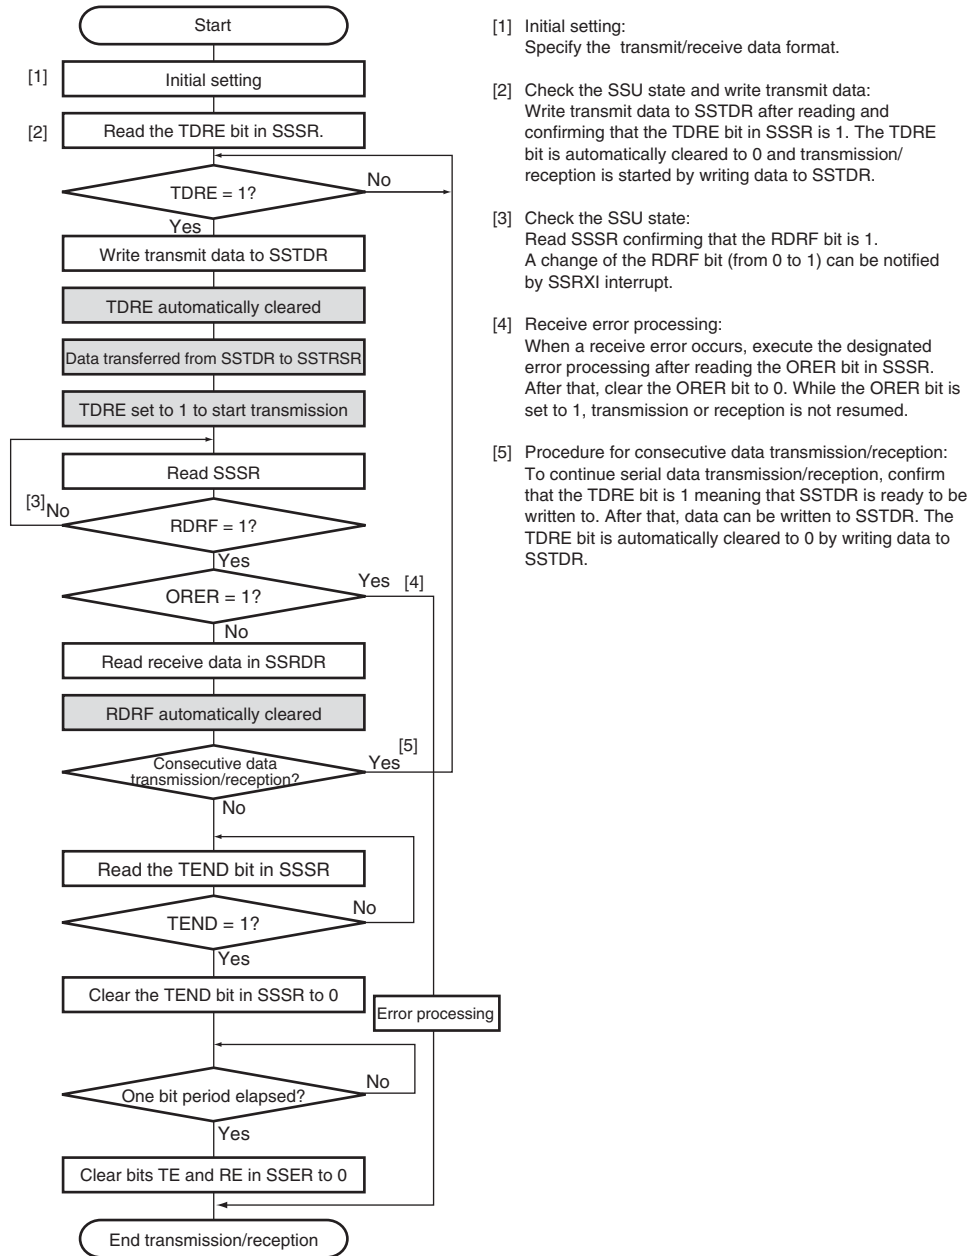 Start
[1]
Initial setting
[2]
Read the TDRE bit in SSSR.
TDRE = 1?
No
Yes
Write transmit data to SSTDR
TDRE automatically cleared
Data transferred from SSTDR to SSTRSR
TDRE set to 1 to start transmission
Read SSSR
[3]
No
RDRF = 1?
Yes
ORER = 1?
Yes
[4]
No
Read receive data in SSRDR
RDRF automatically cleared
[5]
Consecutive data
transmission/reception?
Yes
No
Read the TEND bit in SSSR
TEND = 1?
No
Yes
Clear the TEND bit in SSSR to 0
Error processing
One bit period elapsed?
No
Yes
Clear bits TE and RE in SSER to 0
End transmission/reception
[1] Initial setting:
Specify the transmit/receive data format.
[2] Check the SSU state and write transmit data:
Write transmit data to SSTDR after reading and
confirming that the TDRE bit in SSSR is 1. The TDRE
bit is automatically cleared to 0 and transmission/
reception is started by writing data to SSTDR.
[3] Check the SSU state:
Read SSSR confirming that the RDRF bit is 1.
A change of the RDRF bit (from 0 to 1) can be notified
by SSRXI interrupt.
[4] Receive error processing:
When a receive error occurs, execute the designated
error processing after reading the ORER bit in SSSR.
After that, clear the ORER bit to 0. While the ORER bit is
set to 1, transmission or reception is not resumed.
[5] Procedure for consecutive data transmission/reception:
To continue serial data transmission/reception, confirm
that the TDRE bit is 1 meaning that SSTDR is ready to be
written to. After that, data can be written to SSTDR. The
TDRE bit is automatically cleared to 0 by writing data to
SSTDR.